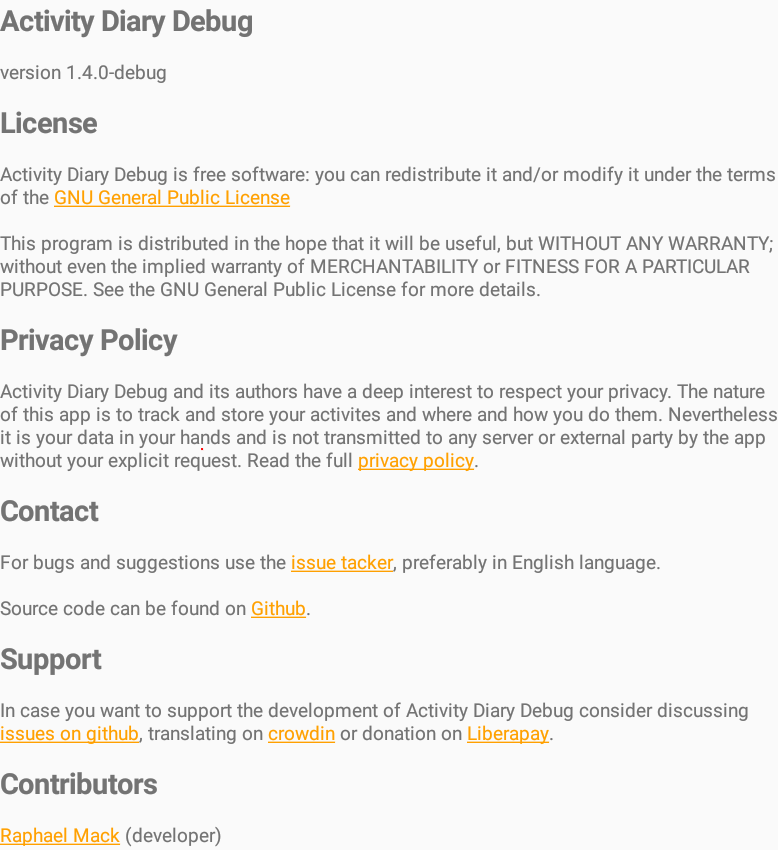 Activity Diary Debug
version 1.4.0-debug
License
Activity Diary Debug is free software: you can redistribute it and/or modify it under the terms
of the GNU General Public License
This program is distributed in the hope that it will be useful, but WITHOUT ANY WARRANTY;
without even the implied warranty of MERCHANTABILITY or FITNESS FOR A PARTICULAR
PURPOSE. See the GNU General Public License for more details.
Privacy Policy
Activity Diary Debug and its authors have a deep interest to respect your privacy. The nature
of this app is to track and store your activites and where and how you do them. Nevertheless
it is your data in your hands and is not transmitted to any server or external party by the app
without your explicit request. Read the full privacy policy.
Contact
For bugs and suggestions use the issue tacker, preferably in English language.
Source code can be found on Github.
Support
In case you want to support the development of Activity Diary Debug consider discussing
issues on github, translating on crowdin or donation on Liberapay.
Contributors
Raphael Mack (developer)